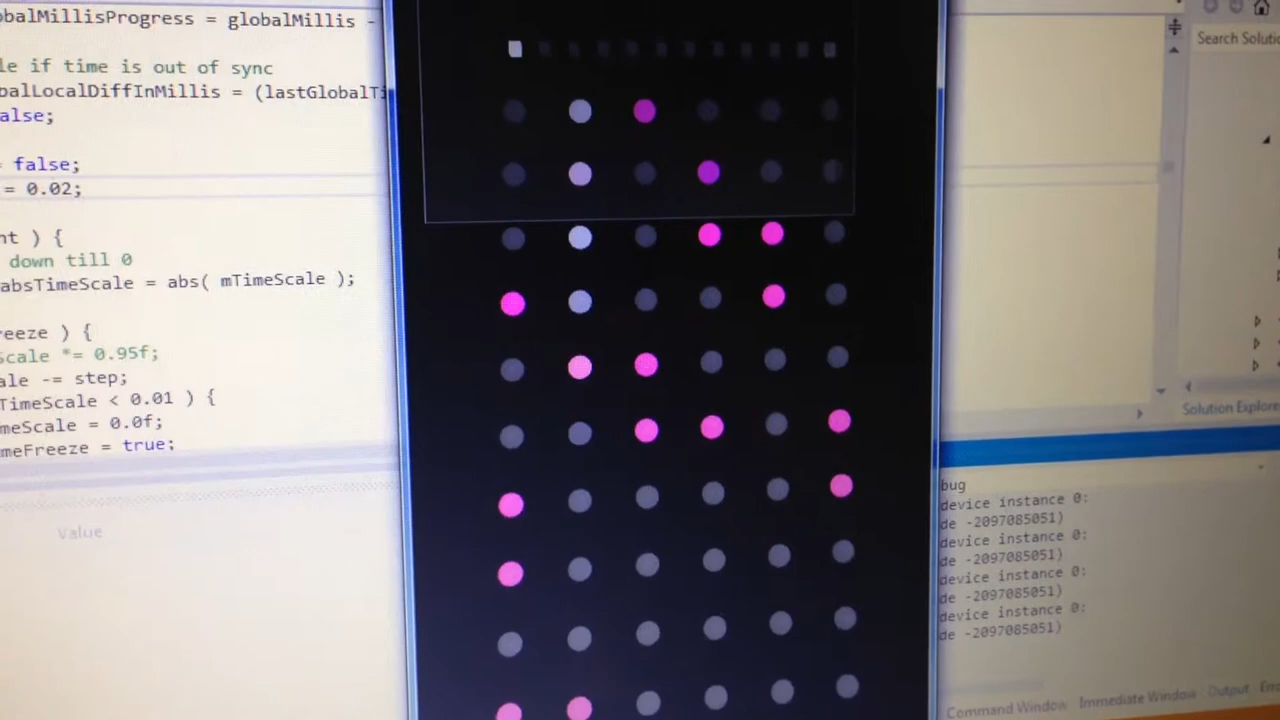 obalMillisProgress = globalMillis -
le if time is out of sync
balLocalDiffInMillis = (lastGlobalTi
alse;
= false;
= 0.02;
nt ) {
down till 0
absTimeScale = abs( mTimeScale );
reeze ) {
Scale *= 0.95f;
ale -= step;
TimeScale < 0.01 ) {
meScale = 0.0f;
meFreeze = true;
Value
Search Solutio
Solution Explore
bug
device instance 0:
de -2097085051)
device instance 0:
de -2097085051)
device instance 0:
de -2097085051)
device instance 0:
de -2097085051)
Command Window Immediate Window Output Erro